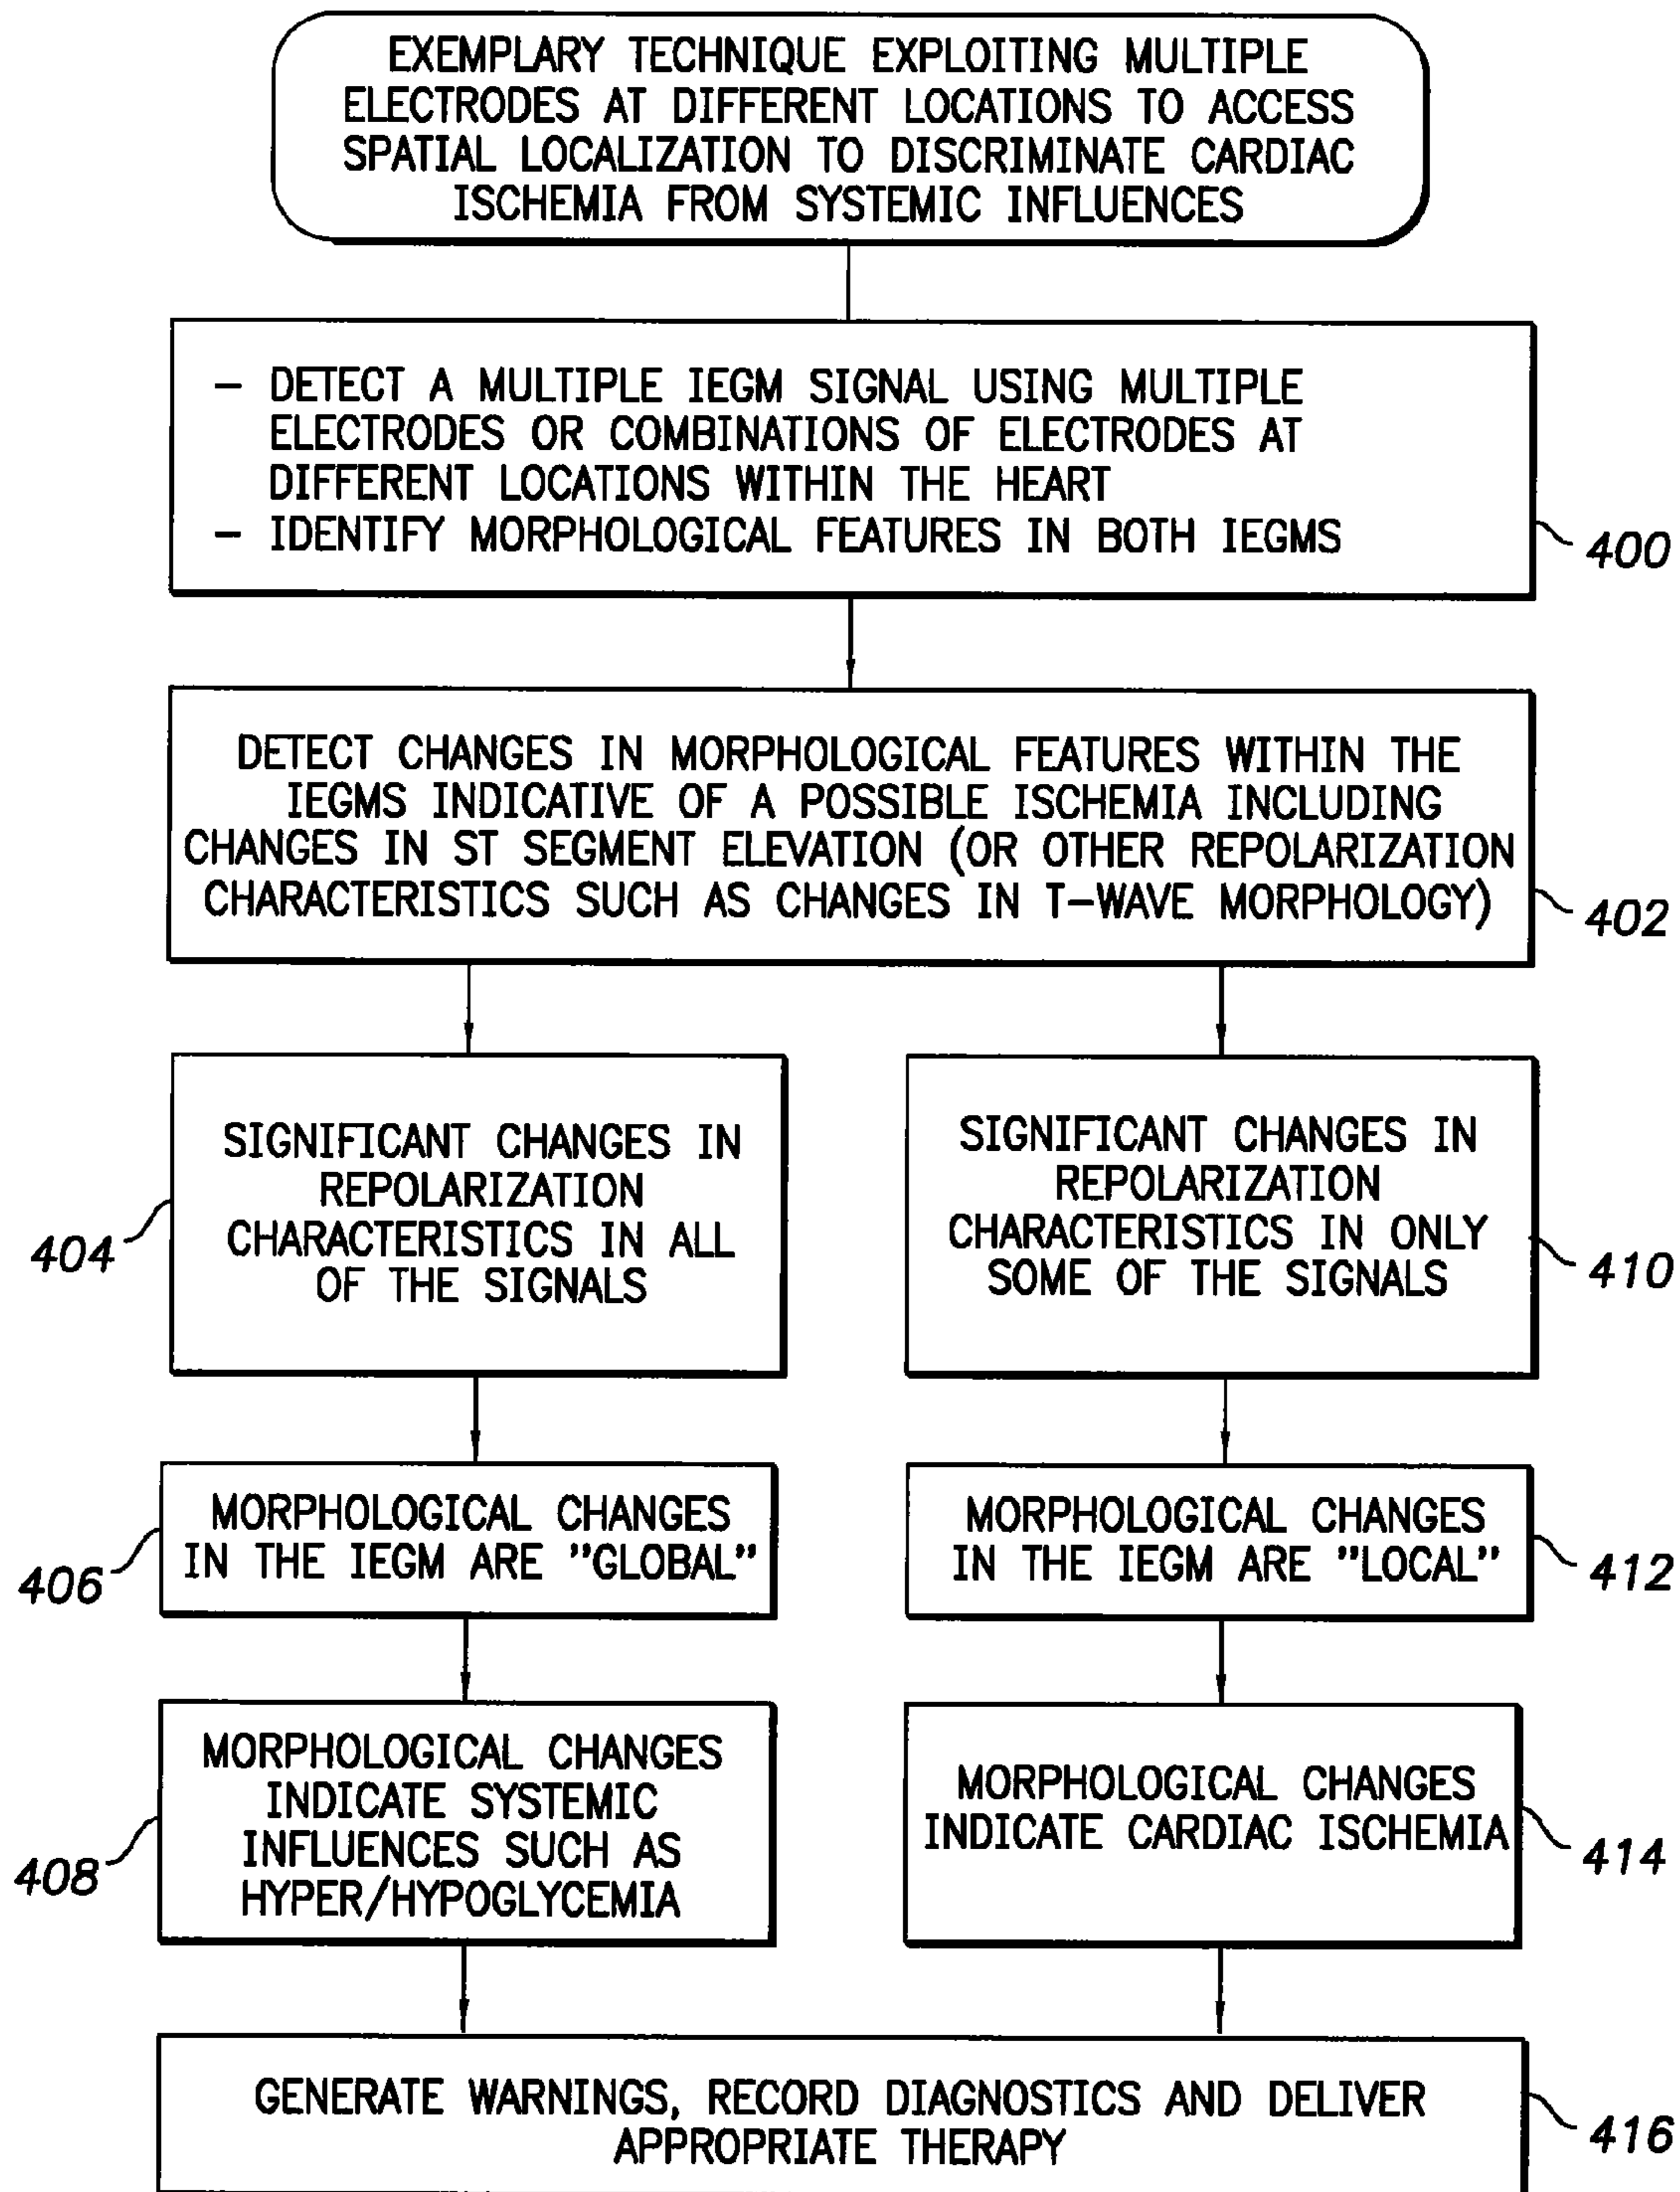 EXEMPLARY TECHNIQUE EXPLOITING MULTIPLE
ELECTRODES AT DIFFERENT LOCATIONS TO ACCESS
SPATIAL LOCALIZATION TO DISCRIMINATE CARDIAC
ISCHEMIA FROM SYSTEMIC INFLUENCES
– DETECT A MULTIPLE IEGM SIGNAL USING MULTIPLE
ELECTRODES OR COMBINATIONS OF ELECTRODES AT
DIFFERENT LOCATIONS WITHIN THE HEART
– IDENTIFY MORPHOLOGICAL FEATURES IN BOTH IEGMS
400
DETECT CHANGES IN MORPHOLOGICAL FEATURES WITHIN THE
IEGMS INDICATIVE OF A POSSIBLE ISCHEMIA INCLUDING
CHANGES IN ST SEGMENT ELEVATION (OR OTHER REPOLARIZATION
CHARACTERISTICS SUCH AS CHANGES IN T–WAVE MORPHOLOGY)
402
SIGNIFICANT CHANGES IN
REPOLARIZATION
CHARACTERISTICS IN ALL
OF THE SIGNALS
404
SIGNIFICANT CHANGES IN
REPOLARIZATION
CHARACTERISTICS IN ONLY
SOME OF THE SIGNALS
410
MORPHOLOGICAL CHANGES
IN THE IEGM ARE "GLOBAL"
406
MORPHOLOGICAL CHANGES
IN THE IEGM ARE "LOCAL"
412
MORPHOLOGICAL CHANGES
INDICATE SYSTEMIC
INFLUENCES SUCH AS
HYPER/HYPOGLYCEMIA
408
MORPHOLOGICAL CHANGES
INDICATE CARDIAC ISCHEMIA
414
GENERATE WARNINGS, RECORD DIAGNOSTICS AND DELIVER
APPROPRIATE THERAPY
416